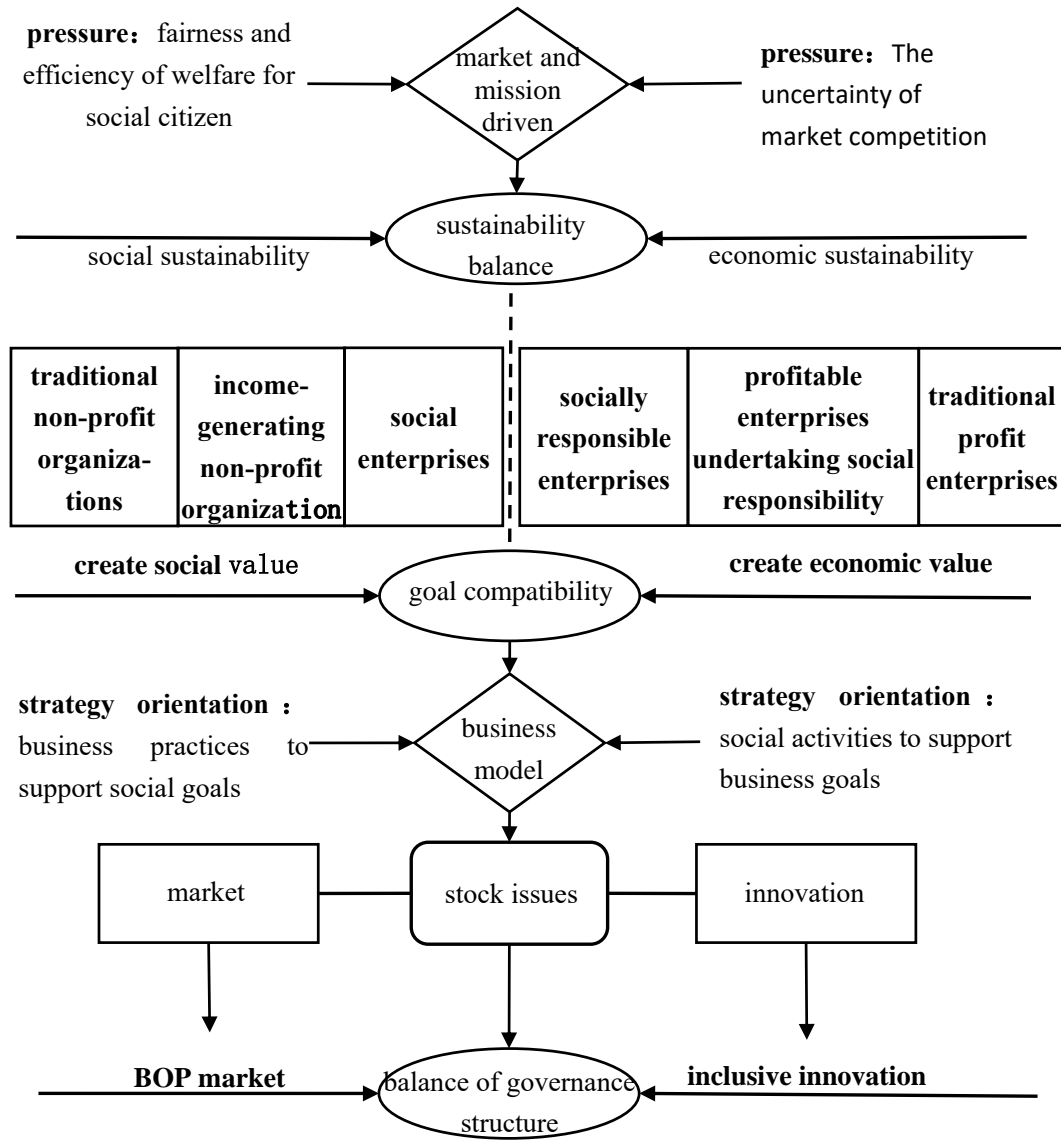 pressure：fairness and
efficiency of welfare for
social citizen
market and
mission
driven
pressure：The
uncertainty of
market competition
sustainability
balance
social sustainability
economic sustainability
traditional
non-profit
organiza-
tions
income-
generating
non-profit
organization
social
enterprises
socially
responsible
enterprises
profitable
enterprises
undertaking social
responsibility
traditional
profit
enterprises
create social value
goal compatibility
create economic value
strategy orientation：
business practices to
support social goals
business
model
strategy orientation：
social activities to support
business goals
market
stock issues
innovation
BOP market
balance of governance
structure
inclusive innovation